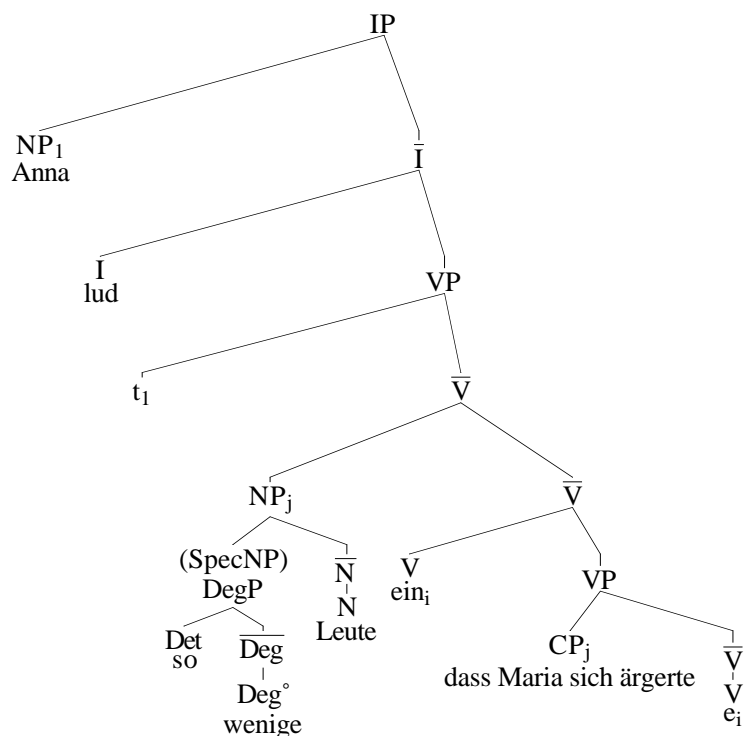 IP
NP₁
Anna
I̅
I
lud
VP
t₁
V̅
NPⱼ
V̅
(SpecNP)
DegP
N̅
N
Leute
V
einᵢ
VP
Det
so
D̅e̅g̅
Deg°
wenige
CPⱼ
dass Maria sich ärgerte
V̅
V
eᵢ